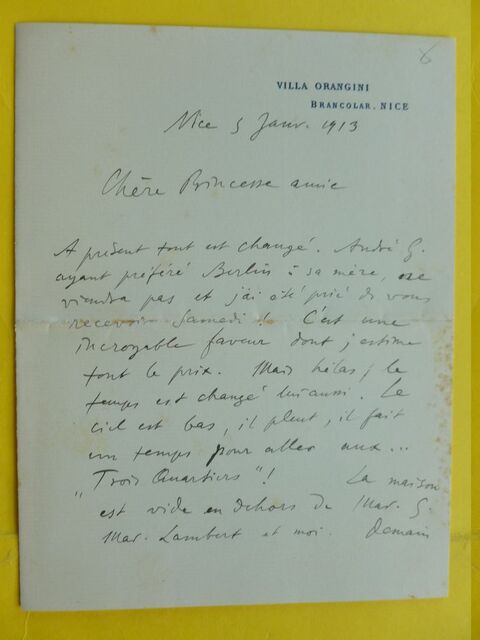 6
VILLA ORANGINI
BRANCOLAR. NICE
Nice 5 Janv. 1913
Chère Princesse amie
A présent tout est changé. André G.
ayant préféré Berlin à sa mère, ne
viendra pas et j'ai été prié de vous
recevoir Samedi ! C'est une
incroyable faveur dont j'estime
tout le prix. Mais hélas, le
temps est changé lui aussi. Le
ciel est bas, il pleut, il fait
un temps pour aller aux...
"Trois Quartiers" ! La maison
est vide en dehors de Mar. G.
Mar. Lambert et moi. Demain